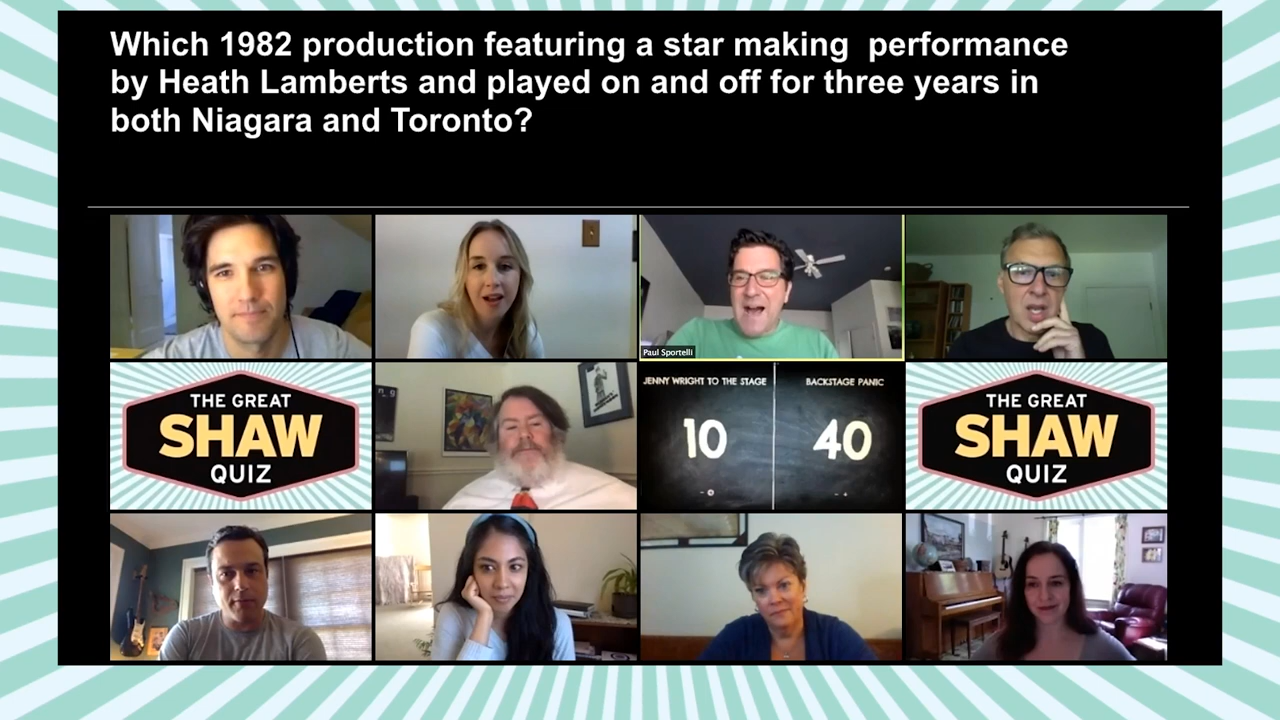 Which 1982 production featuring a star making  performance
by Heath Lamberts and played on and off for three years in
both Niagara and Toronto?
Paul Sportelli
THE GREAT
SHAW
QUIZ
JENNY WRIGHT TO THE STAGE
BACKSTAGE PANIC
10
40
THE GREAT
SHAW
QUIZ